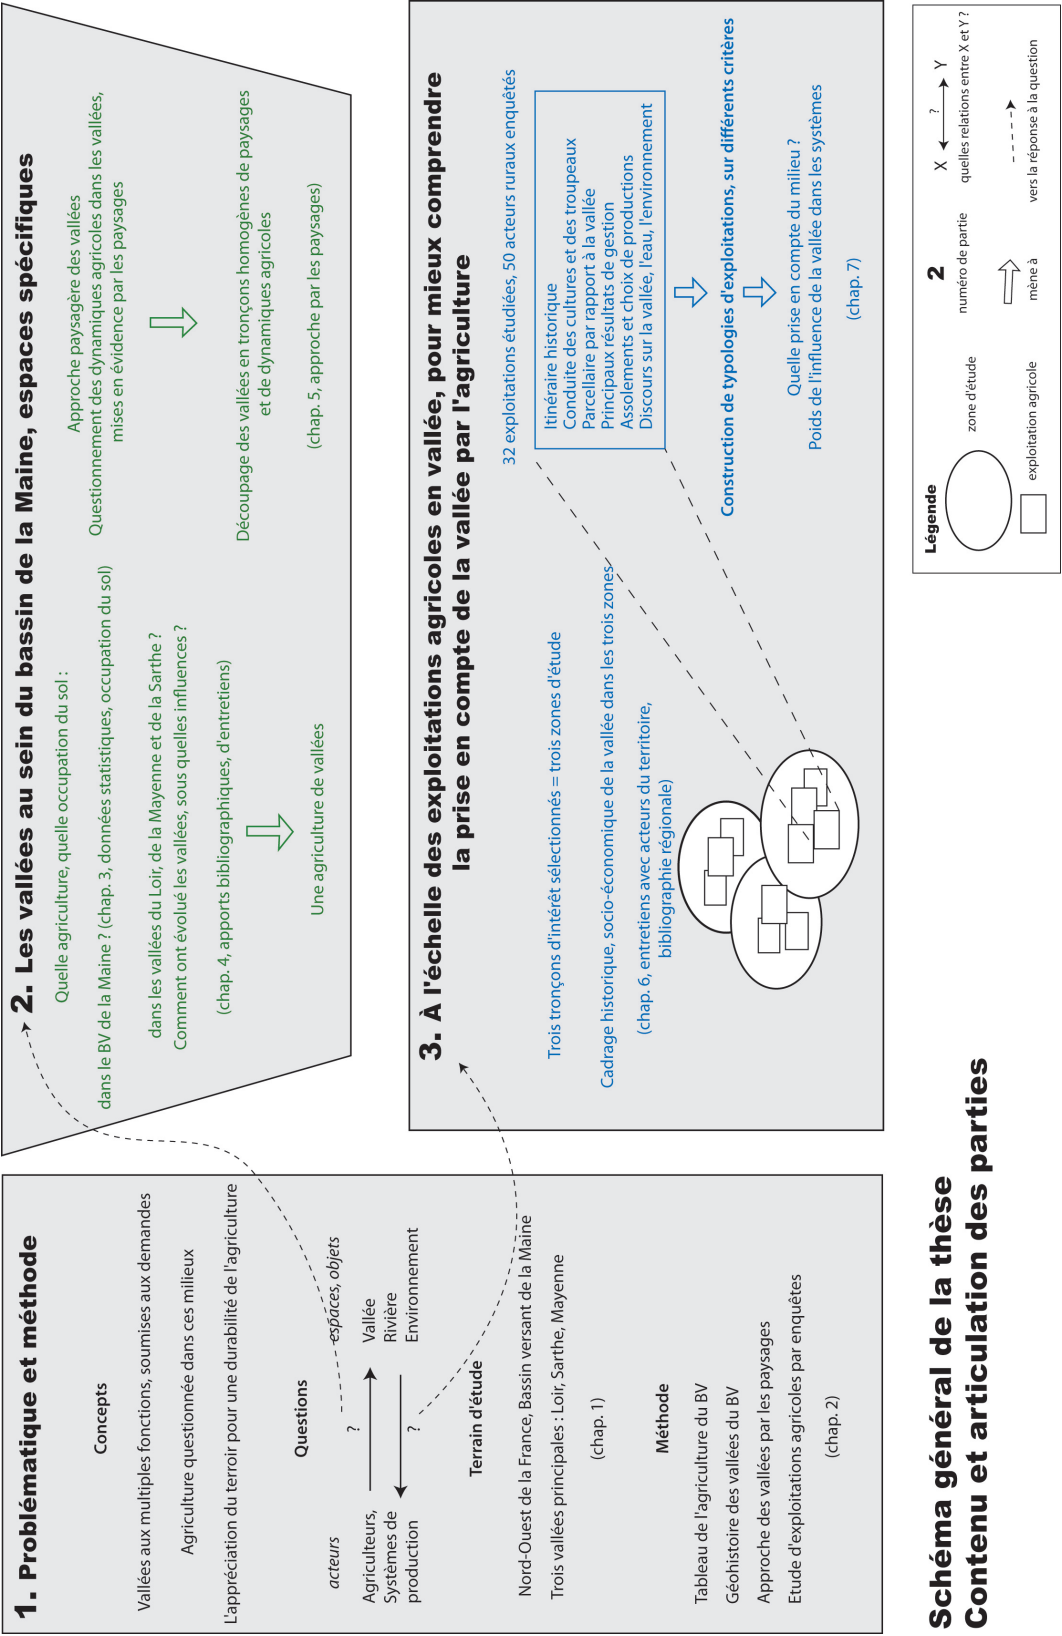 1. Problématique et méthode
Concepts
Vallées aux multiples fonctions, soumises aux demandes
Agriculture questionnée dans ces milieux
L'appréciation du terroir pour une durabilité de l'agriculture
Questions
acteurs
espaces, objets
?
Agriculteurs,
Systèmes de
production
Vallée
Rivière
Environnement
?
Terrain d'étude
Nord-Ouest de la France, Bassin versant de la Maine
Trois vallées principales : Loir, Sarthe, Mayenne
(chap. 1)
Méthode
Tableau de l'agriculture du BV
Géohistoire des vallées du BV
Approche des vallées par les paysages
Etude d'exploitations agricoles par enquêtes
(chap. 2)
2. Les vallées au sein du bassin de la Maine, espaces spécifiques
Quelle agriculture, quelle occupation du sol :
dans le BV de la Maine ? (chap. 3, données statistiques, occupation du sol)
dans les vallées du Loir, de la Mayenne et de la Sarthe ?
Comment ont évolué les vallées, sous quelles influences ?
(chap. 4, apports bibliographiques, d'entretiens)
Une agriculture de vallées
Approche paysagère des vallées
Questionnement des dynamiques agricoles dans les vallées,
mises en évidence par les paysages
Découpage des vallées en tronçons homogènes de paysages
et de dynamiques agricoles
(chap. 5, approche par les paysages)
3. À l'échelle des exploitations agricoles en vallée, pour mieux comprendre
la prise en compte de la vallée par l'agriculture
Trois tronçons d'intérêt sélectionnés = trois zones d'étude
Cadrage historique, socio-économique de la vallée dans les trois zones
(chap. 6, entretiens avec acteurs du territoire,
bibliographie régionale)
32 exploitations étudiées, 50 acteurs ruraux enquêtés
Itinéraire historique
Conduite des cultures et des troupeaux
Parcellaire par rapport à la vallée
Principaux résultats de gestion
Assolements et choix de productions
Discours sur la vallée, l'eau, l'environnement
Construction de typologies d'exploitations, sur différents critères
Quelle prise en compte du milieu ?
Poids de l'influence de la vallée dans les systèmes
(chap. 7)
Schéma général de la thèse
Contenu et articulation des parties
Légende
zone d'étude
exploitation agricole
2
numéro de partie
mène à
X ? Y
quelles relations entre X et Y ?
vers la réponse à la question